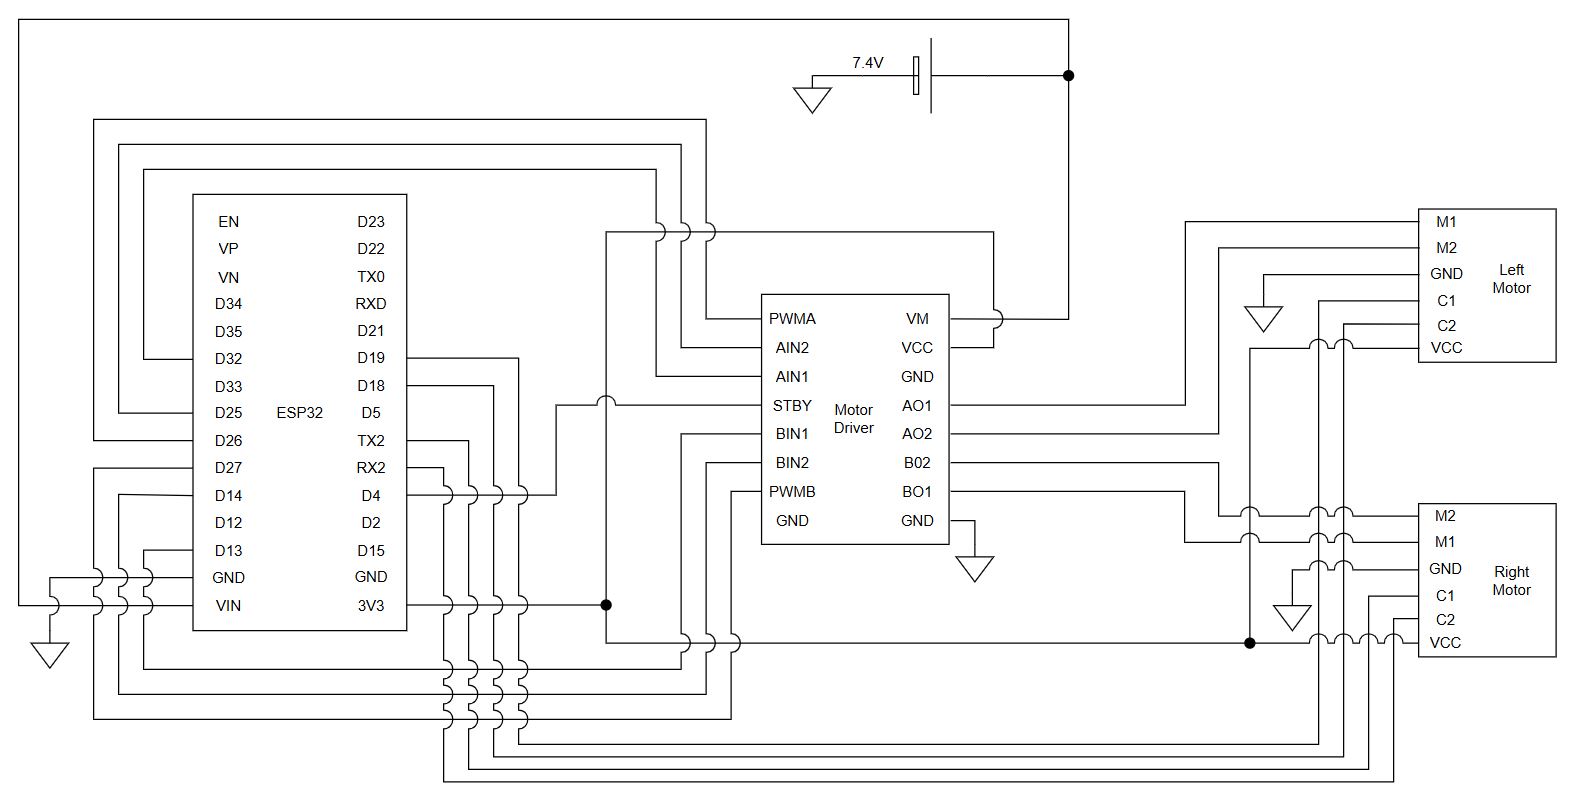 7.4V
EN
VP
VN
D34
D35
D32
D33
D25
D26
D27
D14
D12
D13
GND
VIN
ESP32
D23
D22
TX0
RXD
D21
D19
D18
D5
TX2
RX2
D4
D2
D15
GND
3V3
PWMA
AIN2
AIN1
STBY
BIN1
BIN2
PWMB
GND
Motor
Driver
VM
VCC
GND
AO1
AO2
B02
BO1
GND
M1
M2
GND
C1
C2
VCC
Left
Motor
M2
M1
GND
C1
C2
VCC
Right
Motor